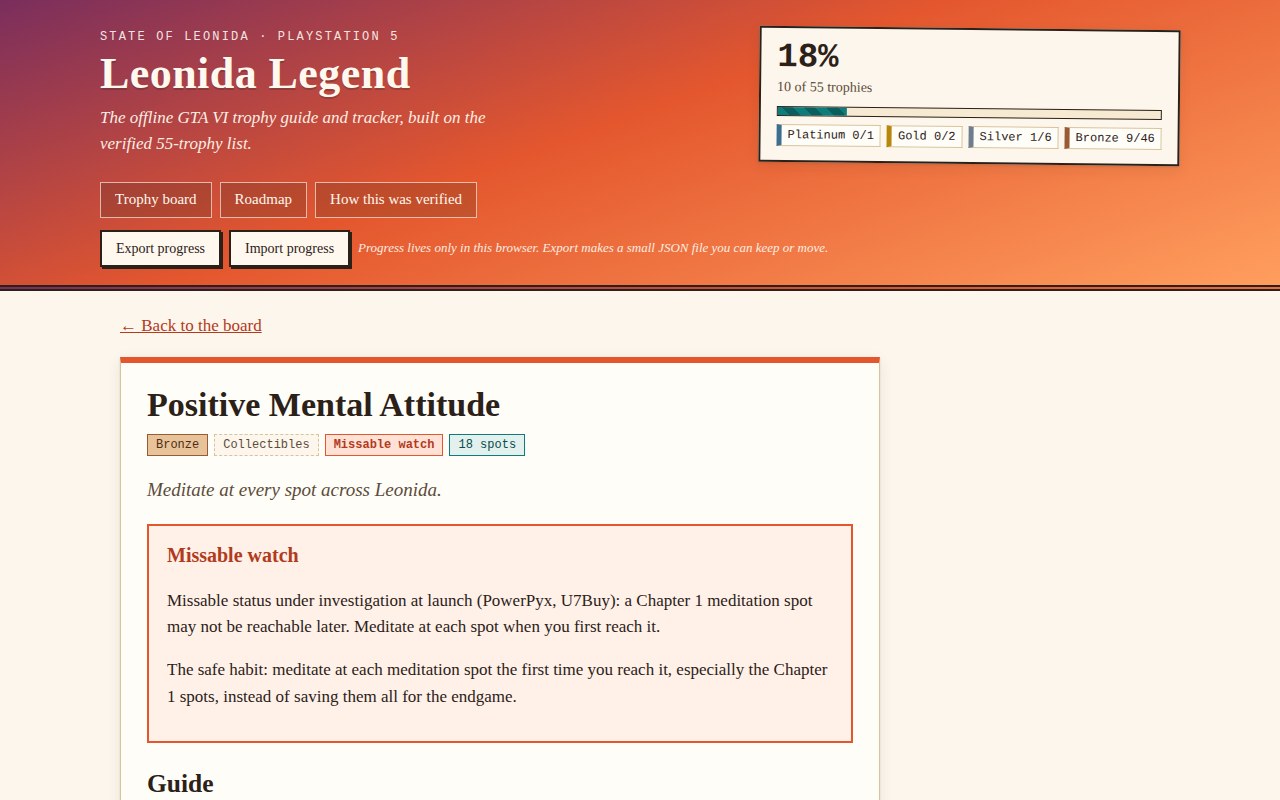 STATE OF LEONIDA · PLAYSTATION 5
Leonida Legend
The offline GTA VI trophy guide and tracker, built on the
verified 55-trophy list.
18%
10 of 55 trophies
Platinum 0/1
Gold 0/2
Silver 1/6
Bronze 9/46
Trophy board
Roadmap
How this was verified
Export progress
Import progress
Progress lives only in this browser. Export makes a small JSON file you can keep or move.
← Back to the board
Positive Mental Attitude
Bronze
Collectibles
Missable watch
18 spots
Meditate at every spot across Leonida.
Missable watch
Missable status under investigation at launch (PowerPyx, U7Buy): a Chapter 1 meditation spot
may not be reachable later. Meditate at each spot when you first reach it.
The safe habit: meditate at each meditation spot the first time you reach it, especially the Chapter
1 spots, instead of saving them all for the endgame.
Guide